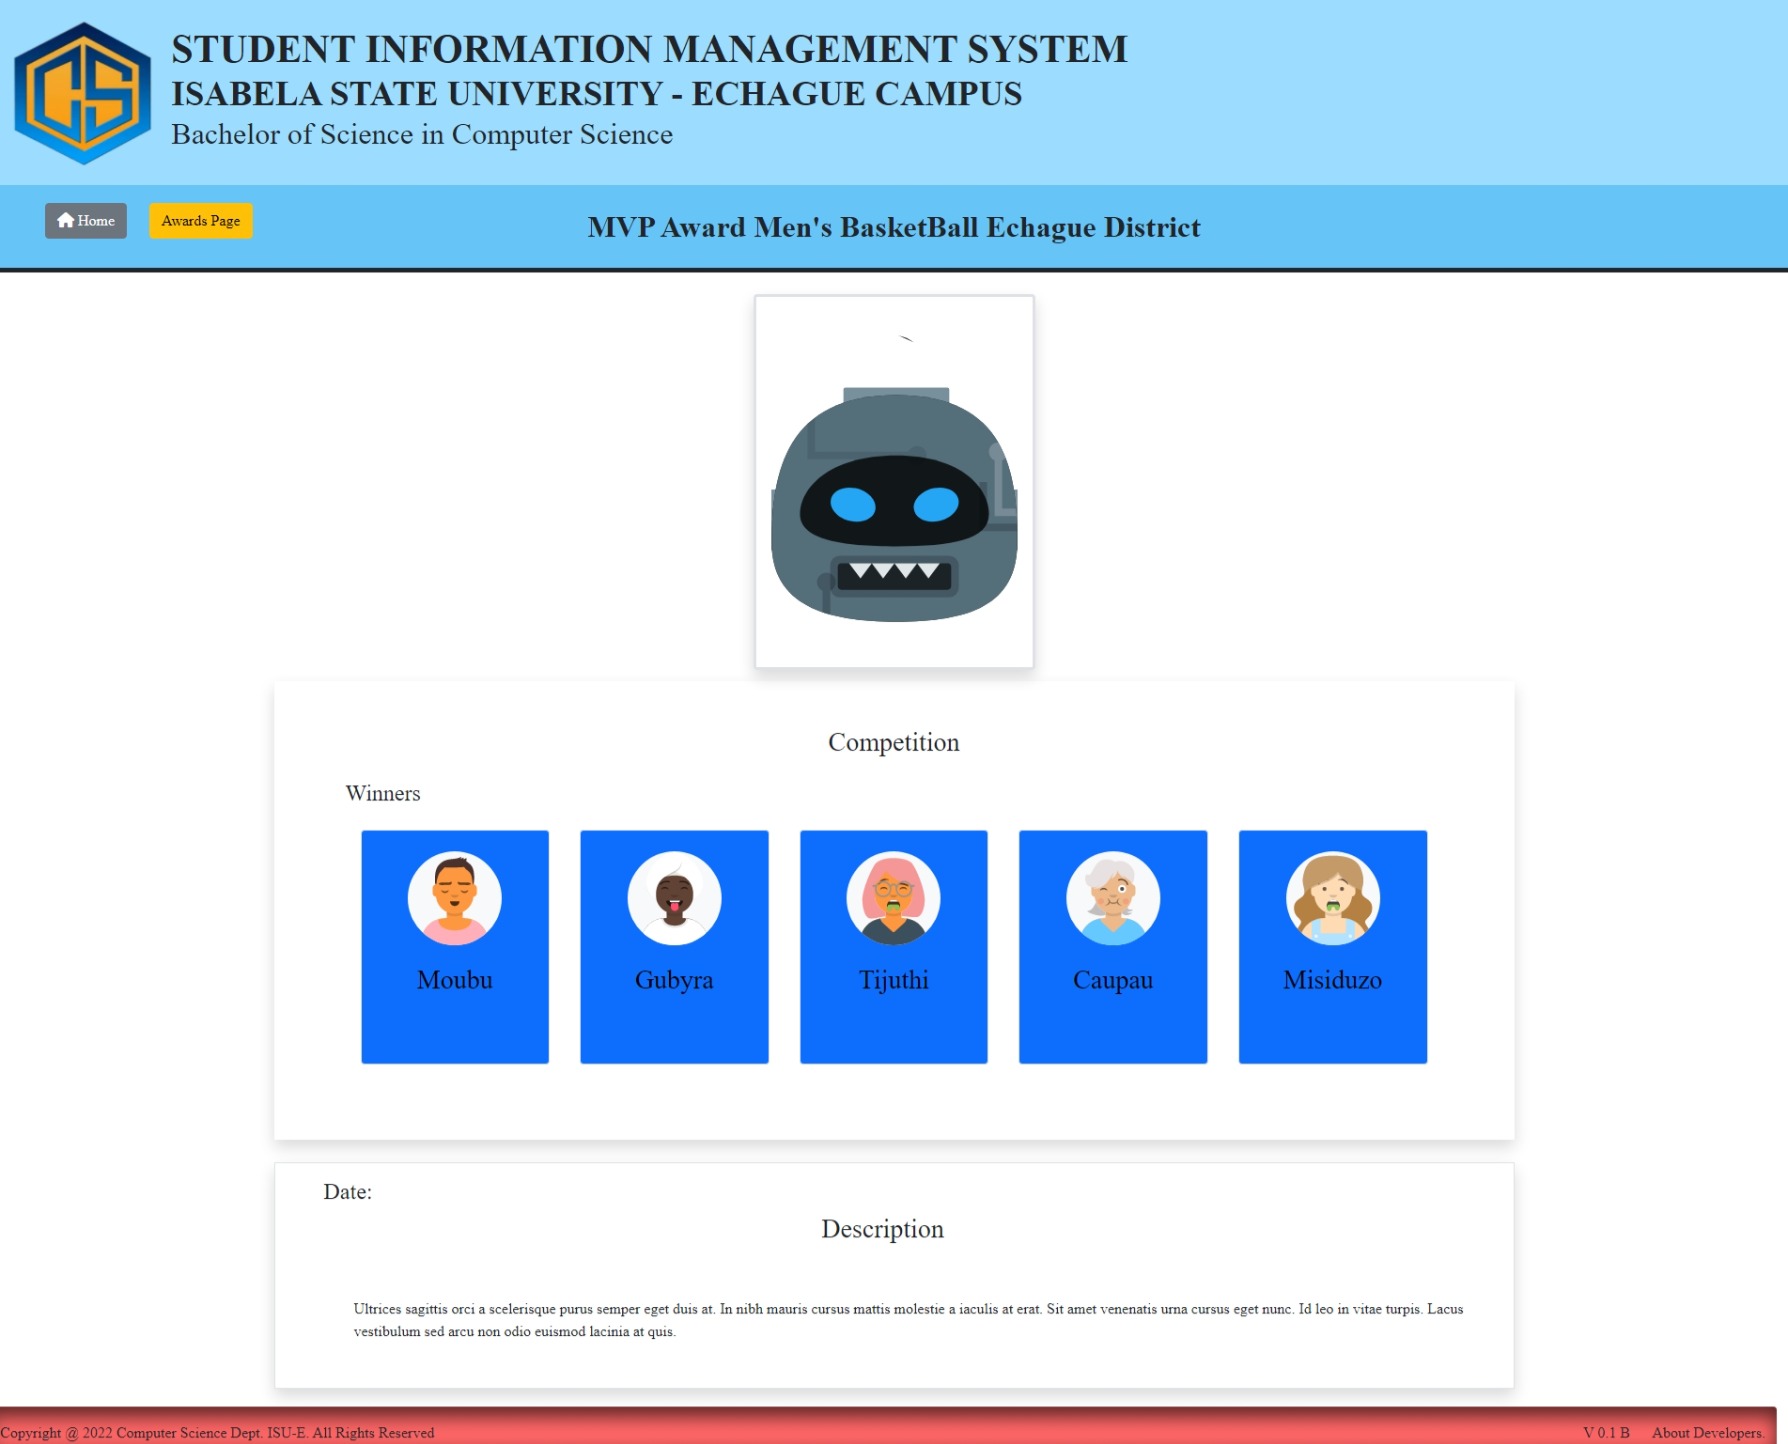 CS
STUDENT INFORMATION MANAGEMENT SYSTEM
ISABELA STATE UNIVERSITY - ECHAGUE CAMPUS
Bachelor of Science in Computer Science
Home
Awards Page
MVP Award Men's BasketBall Echague District
Competition
Winners
Moubu
Gubyra
Tijuthi
Caupau
Misiduzo
Date:
Description
Ultrices sagittis orci a scelerisque purus semper eget duis at. In nibh mauris cursus mattis molestie a iaculis at erat. Sit amet venenatis urna cursus eget nunc. Id leo in vitae turpis. Lacus
vestibulum sed arcu non odio euismod lacinia at quis.
Copyright @ 2022 Computer Science Dept. ISU-E. All Rights Reserved
V 0.1 B
About Developers.